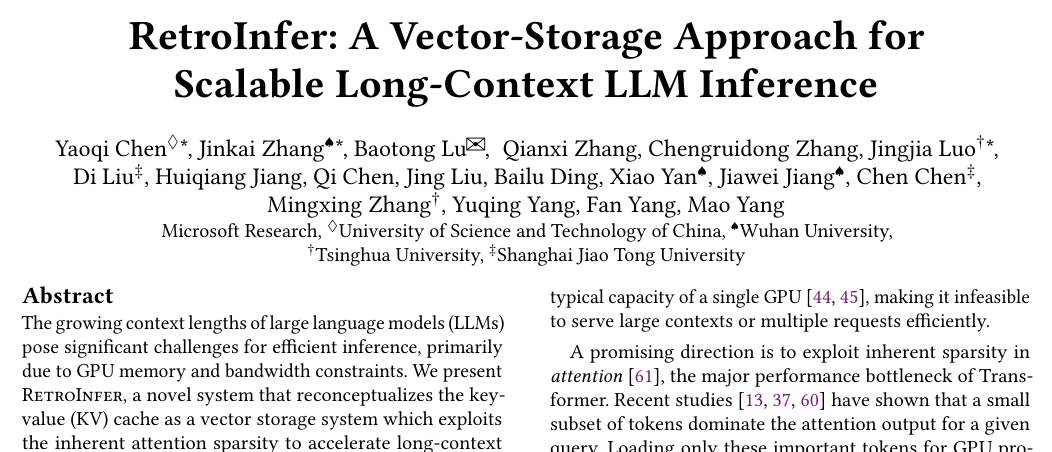 RetroInfer: A Vector-Storage Approach for
Scalable Long-Context LLM Inference
Yaoqi Chen◇*, Jinkai Zhang♠*, Baotong Lu✉, Qianxi Zhang, Chengruidong Zhang, Jingjia Luo†*,
Di Liu‡, Huiqiang Jiang, Qi Chen, Jing Liu, Bailu Ding, Xiao Yan♠, Jiawei Jiang♠, Chen Chen‡,
Mingxing Zhang†, Yuqing Yang, Fan Yang, Mao Yang
Microsoft Research, ◇University of Science and Technology of China, ♠Wuhan University,
†Tsinghua University, ‡Shanghai Jiao Tong University
Abstract
The growing context lengths of large language models (LLMs)
pose significant challenges for efficient inference, primarily
due to GPU memory and bandwidth constraints. We present
RetroInfer, a novel system that reconceptualizes the key-
value (KV) cache as a vector storage system which exploits
the inherent attention sparsity to accelerate long-context
typical capacity of a single GPU [44, 45], making it infeasible
to serve large contexts or multiple requests efficiently.
A promising direction is to exploit inherent sparsity in
attention [61], the major performance bottleneck of Trans-
former. Recent studies [13, 37, 60] have shown that a small
subset of tokens dominate the attention output for a given
query. Loading only these important tokens for GPU pro-